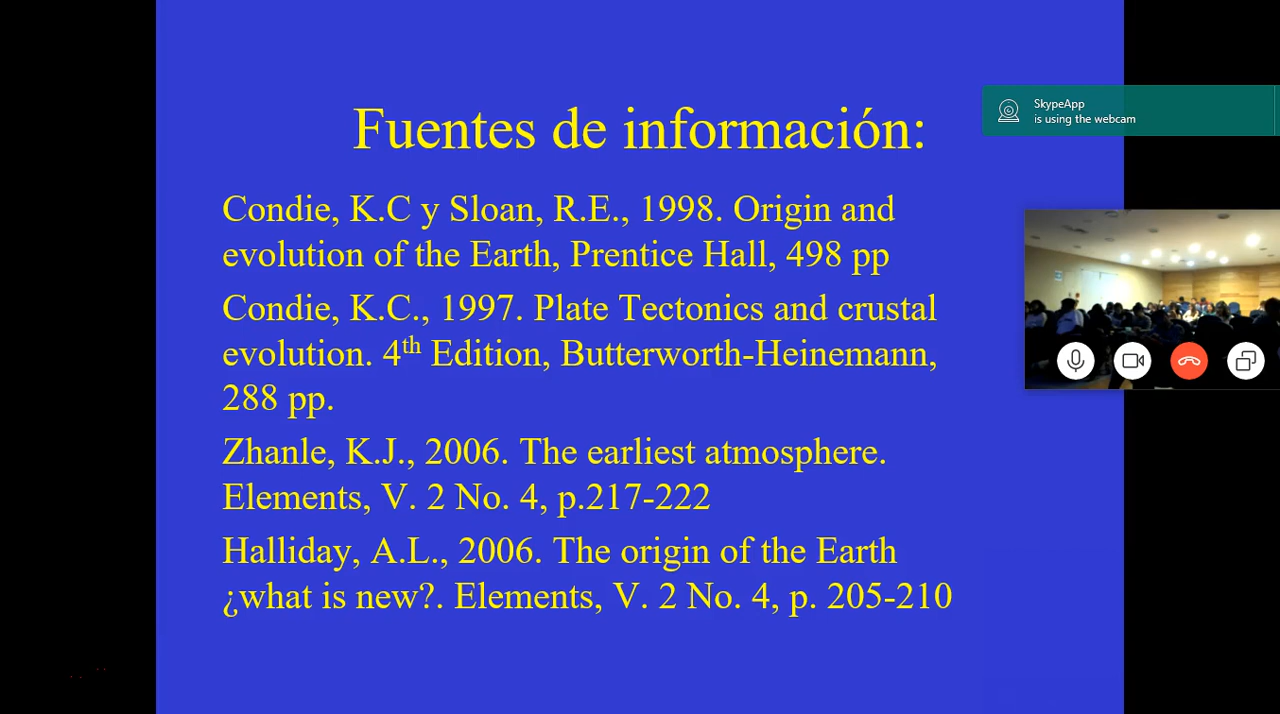 Fuentes de información:
SkypeApp
is using the webcam
Condie, K.C y Sloan, R.E., 1998. Origin and
evolution of the Earth, Prentice Hall, 498 pp
Condie, K.C., 1997. Plate Tectonics and crustal
evolution. 4th Edition, Butterworth-Heinemann,
288 pp.
Zhanle, K.J., 2006. The earliest atmosphere.
Elements, V. 2 No. 4, p.217-222
Halliday, A.L., 2006. The origin of the Earth
¿what is new?. Elements, V. 2 No. 4, p. 205-210